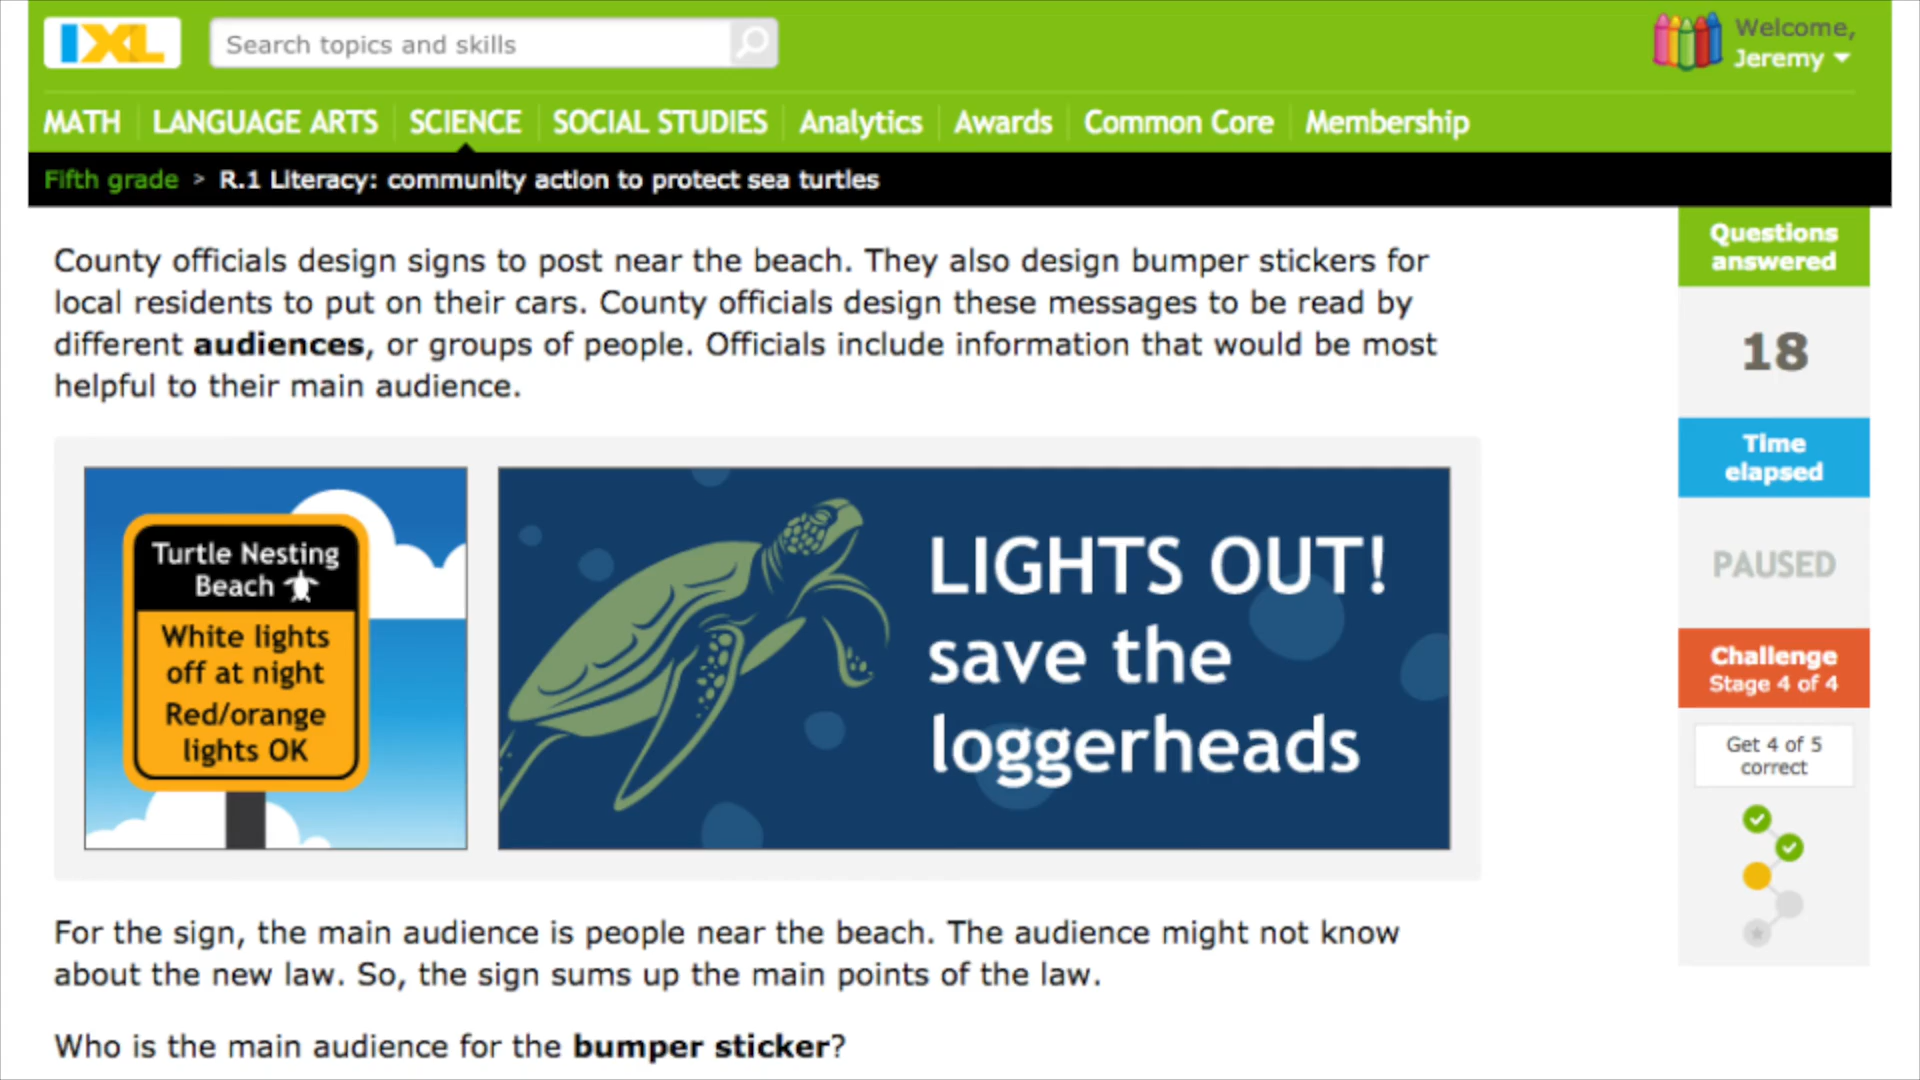 IXL
Search topics and skills
Welcome,
Jeremy
MATH LANGUAGE ARTS SCIENCE SOCIAL STUDIES Analytics Awards Common Core Membership
Fifth grade > R.1 Literacy: community action to protect sea turtles
County officials design signs to post near the beach. They also design bumper stickers for
local residents to put on their cars. County officials design these messages to be read by
different audiences, or groups of people. Officials include information that would be most
helpful to their main audience.
Turtle Nesting
Beach
White lights
off at night
Red/orange
lights OK
LIGHTS OUT!
save the
loggerheads
For the sign, the main audience is people near the beach. The audience might not know
about the new law. So, the sign sums up the main points of the law.
Who is the main audience for the bumper sticker?
Questions
answered
18
Time
elapsed
PAUSED
Challenge
Stage 4 of 4
Get 4 of 5
correct